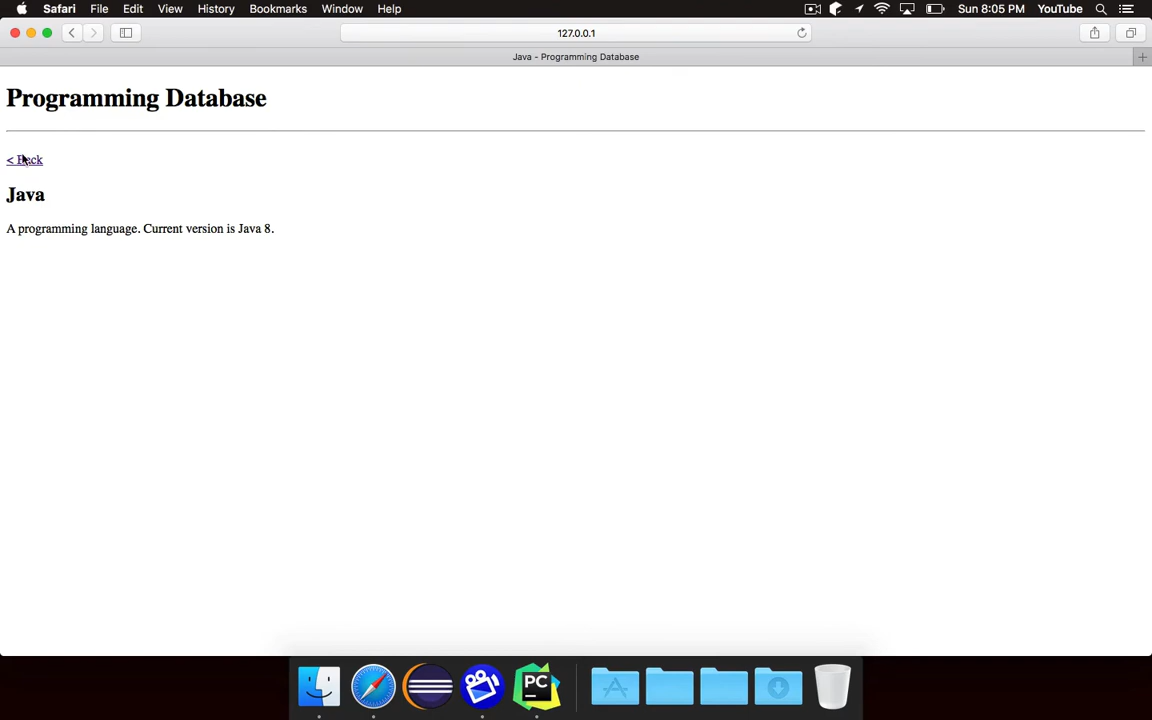 Safari File Edit View History Bookmarks Window Help Sun 8:05 PM YouTube
127.0.0.1
Java - Programming Database
Programming Database
< Back
Java
A programming language. Current version is Java 8.
PC